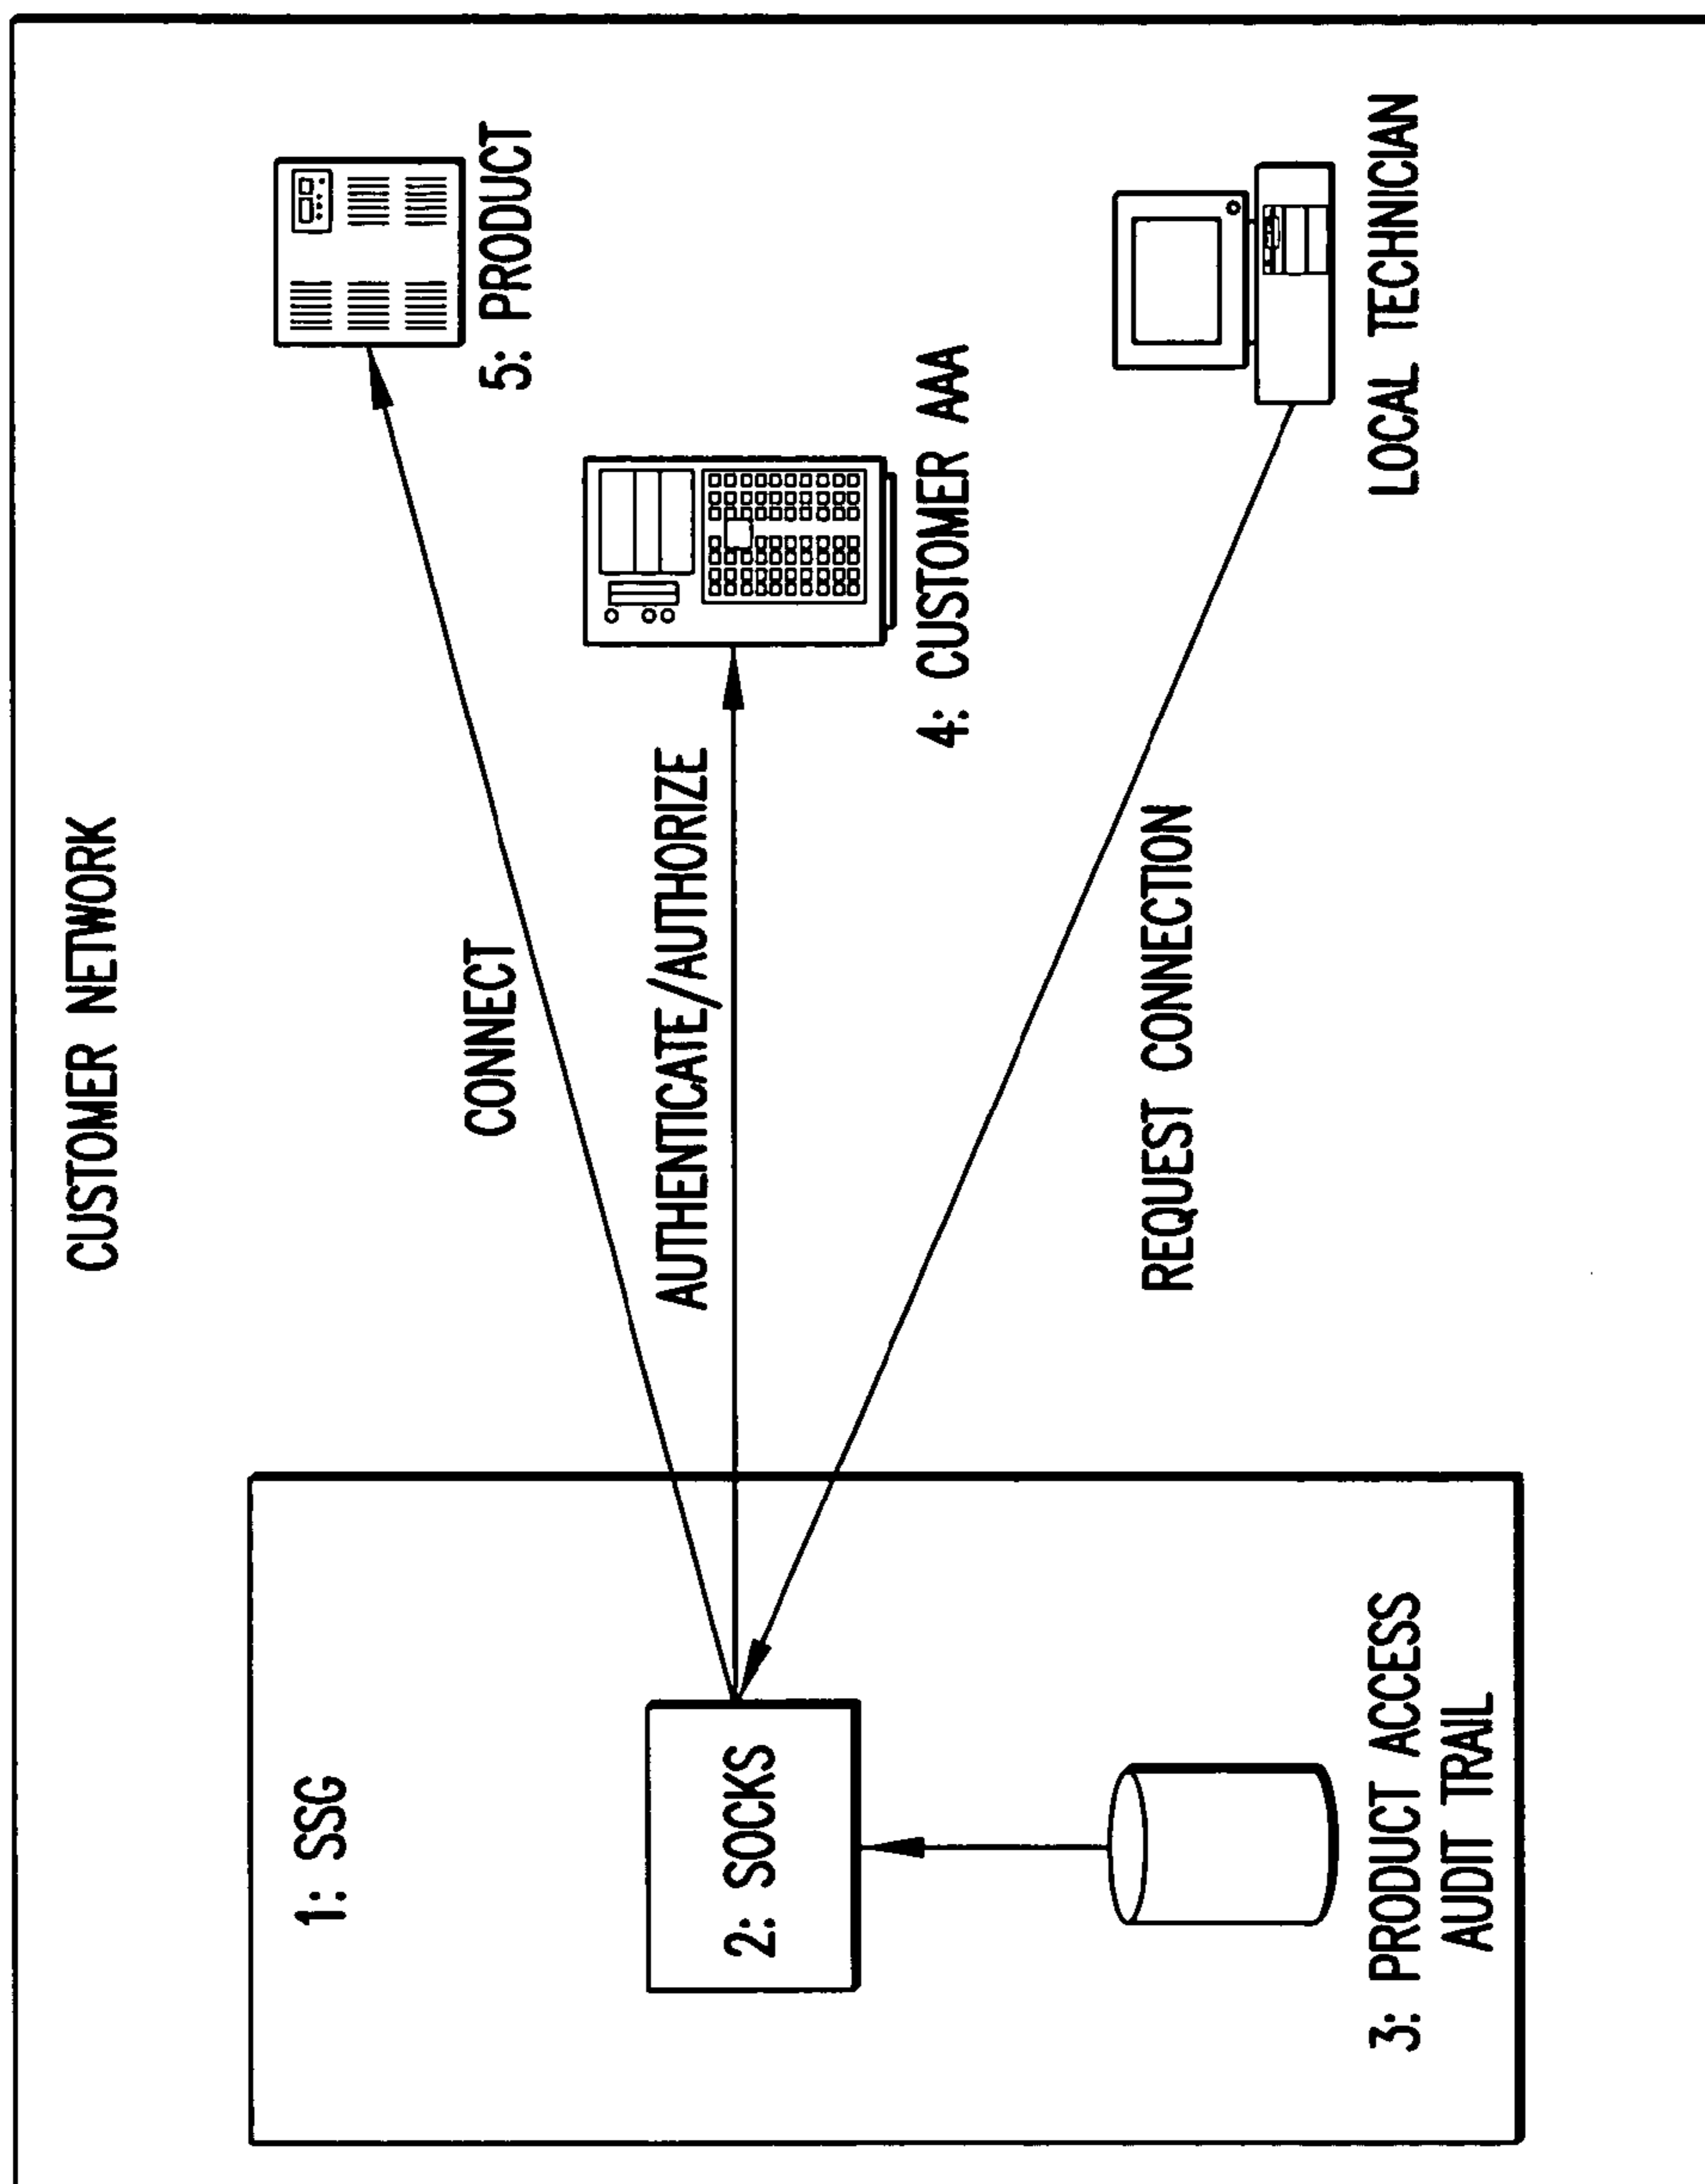 CUSTOMER NETWORK
1: SSG
2: SOCKS
3: PRODUCT ACCESS
AUDIT TRAIL
CONNECT
AUTHENTICATE/AUTHORIZE
REQUEST CONNECTION
5: PRODUCT
4: CUSTOMER AAA
LOCAL TECHNICIAN